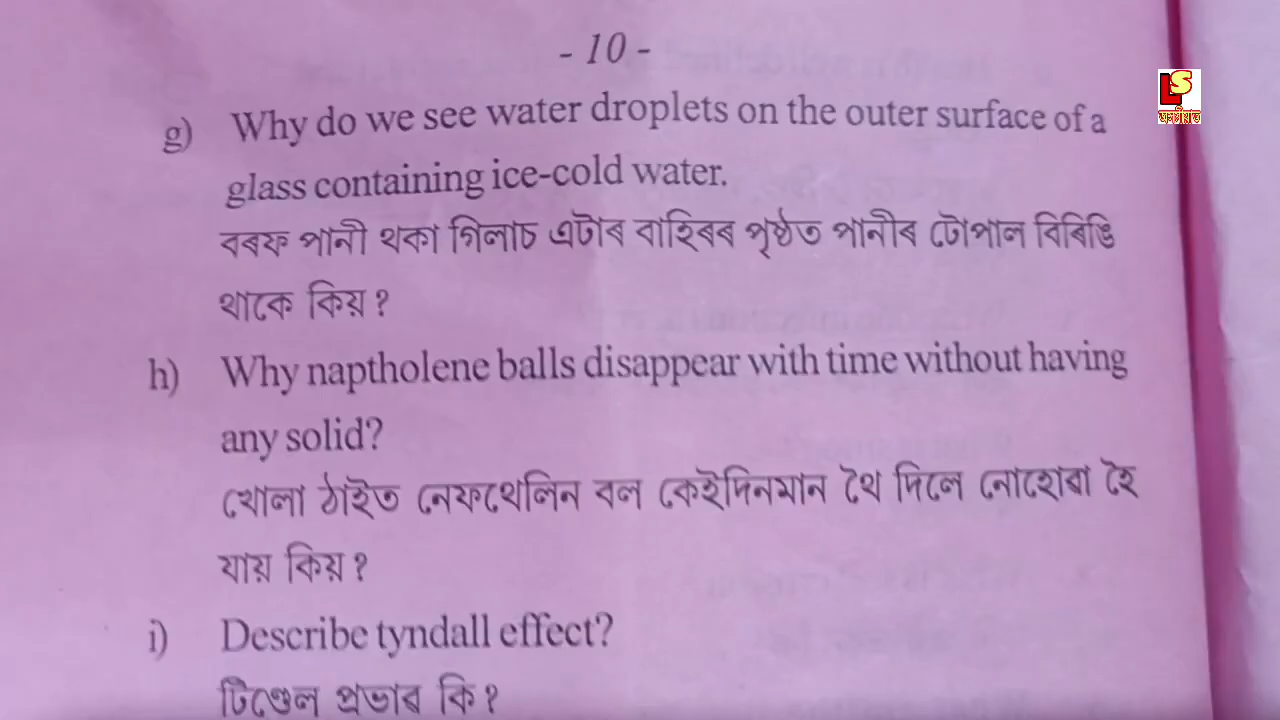 - 10 -
LS
g) Why do we see water droplets on the outer surface of a
glass containing ice-cold water.
বৰফ পানী থকা গিলাচ এটাৰ বাহিৰৰ পৃষ্ঠত পানীৰ টোপাল বিৰিঙি
থাকে কিয়?
h) Why naptholene balls disappear with time without having
any solid?
খোলা ঠাইত নেফথেলিন বল কেইদিনমান থৈ দিলে নোহোৱা হৈ
যায় কিয়?
i) Describe tyndall effect?
টিণ্ডেল প্ৰভাৱ কি?